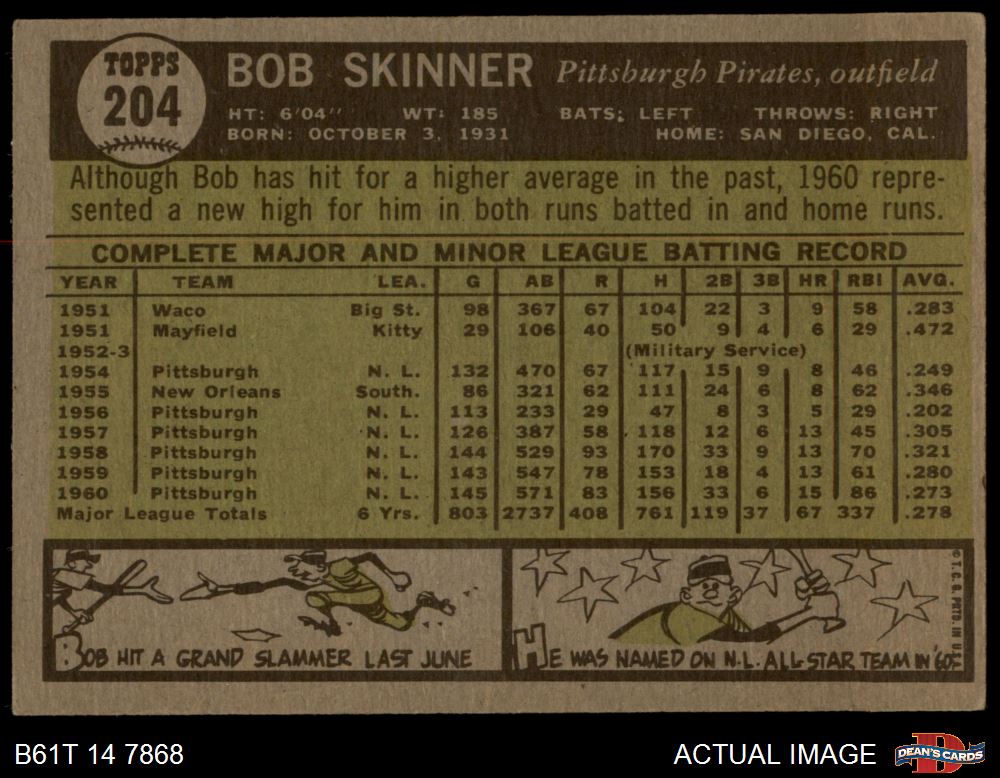 TOPPS
204
BOB SKINNER Pittsburgh Pirates, outfield
HT: 6'04" WT: 185 BATS: LEFT THROWS: RIGHT
BORN: OCTOBER 3, 1931 HOME: SAN DIEGO, CAL.
Although Bob has hit for a higher average in the past, 1960 repre-
sented a new high for him in both runs batted in and home runs.
COMPLETE MAJOR AND MINOR LEAGUE BATTING RECORD
YEAR TEAM LEA. G AB R H 2B 3B HR RBI AVG.
1951 Waco Big St. 98 367 67 104 22 3 9 58 .283
1951 Mayfield Kitty 29 106 40 50 9 4 6 29 .472
1952-3 (Military Service)
1954 Pittsburgh N. L. 132 470 67 117 15 9 8 46 .249
1955 New Orleans South. 86 321 62 111 24 6 8 62 .346
1956 Pittsburgh N. L. 113 233 29 47 8 3 5 29 .202
1957 Pittsburgh N. L. 126 387 58 118 12 6 13 45 .305
1958 Pittsburgh N. L. 144 529 93 170 33 9 13 70 .321
1959 Pittsburgh N. L. 143 547 78 153 18 4 13 61 .280
1960 Pittsburgh N. L. 145 571 83 156 33 6 15 86 .273
Major League Totals 6 Yrs. 803 2737 408 761 119 37 67 337 .278
BOB HIT A GRAND SLAMMER LAST JUNE
HE WAS NAMED ON N.L. ALL-STAR TEAM IN '60.
© T. C. G. PRTD. IN U.S.A.
B61T 14 7868
ACTUAL IMAGE
DEAN'S CARDS